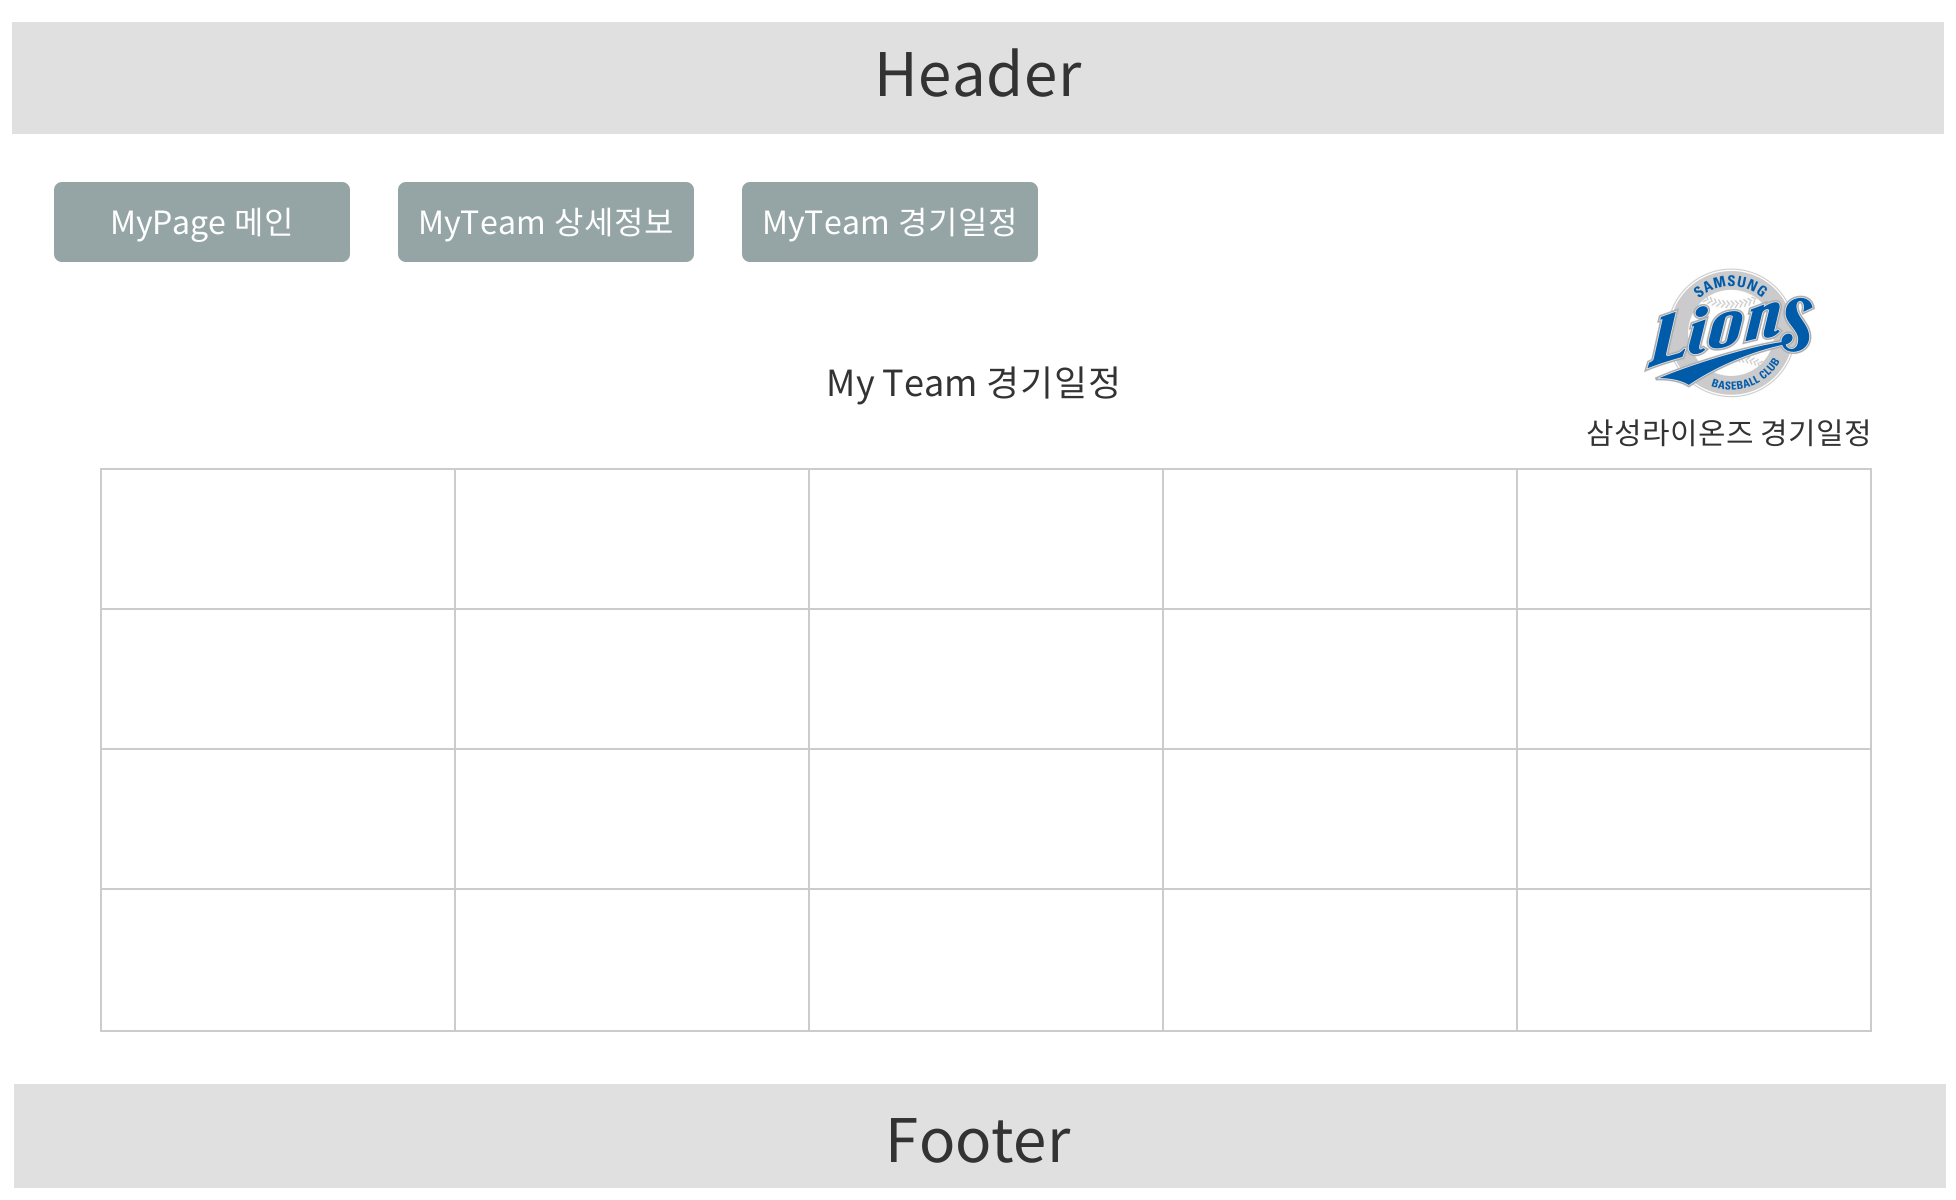 Header
MyPage 메인
MyTeam 상세정보
MyTeam 경기일정
SAMSUNG
Lions
BASEBALL CLUB
My Team 경기일정
삼성라이온즈 경기일정
Footer